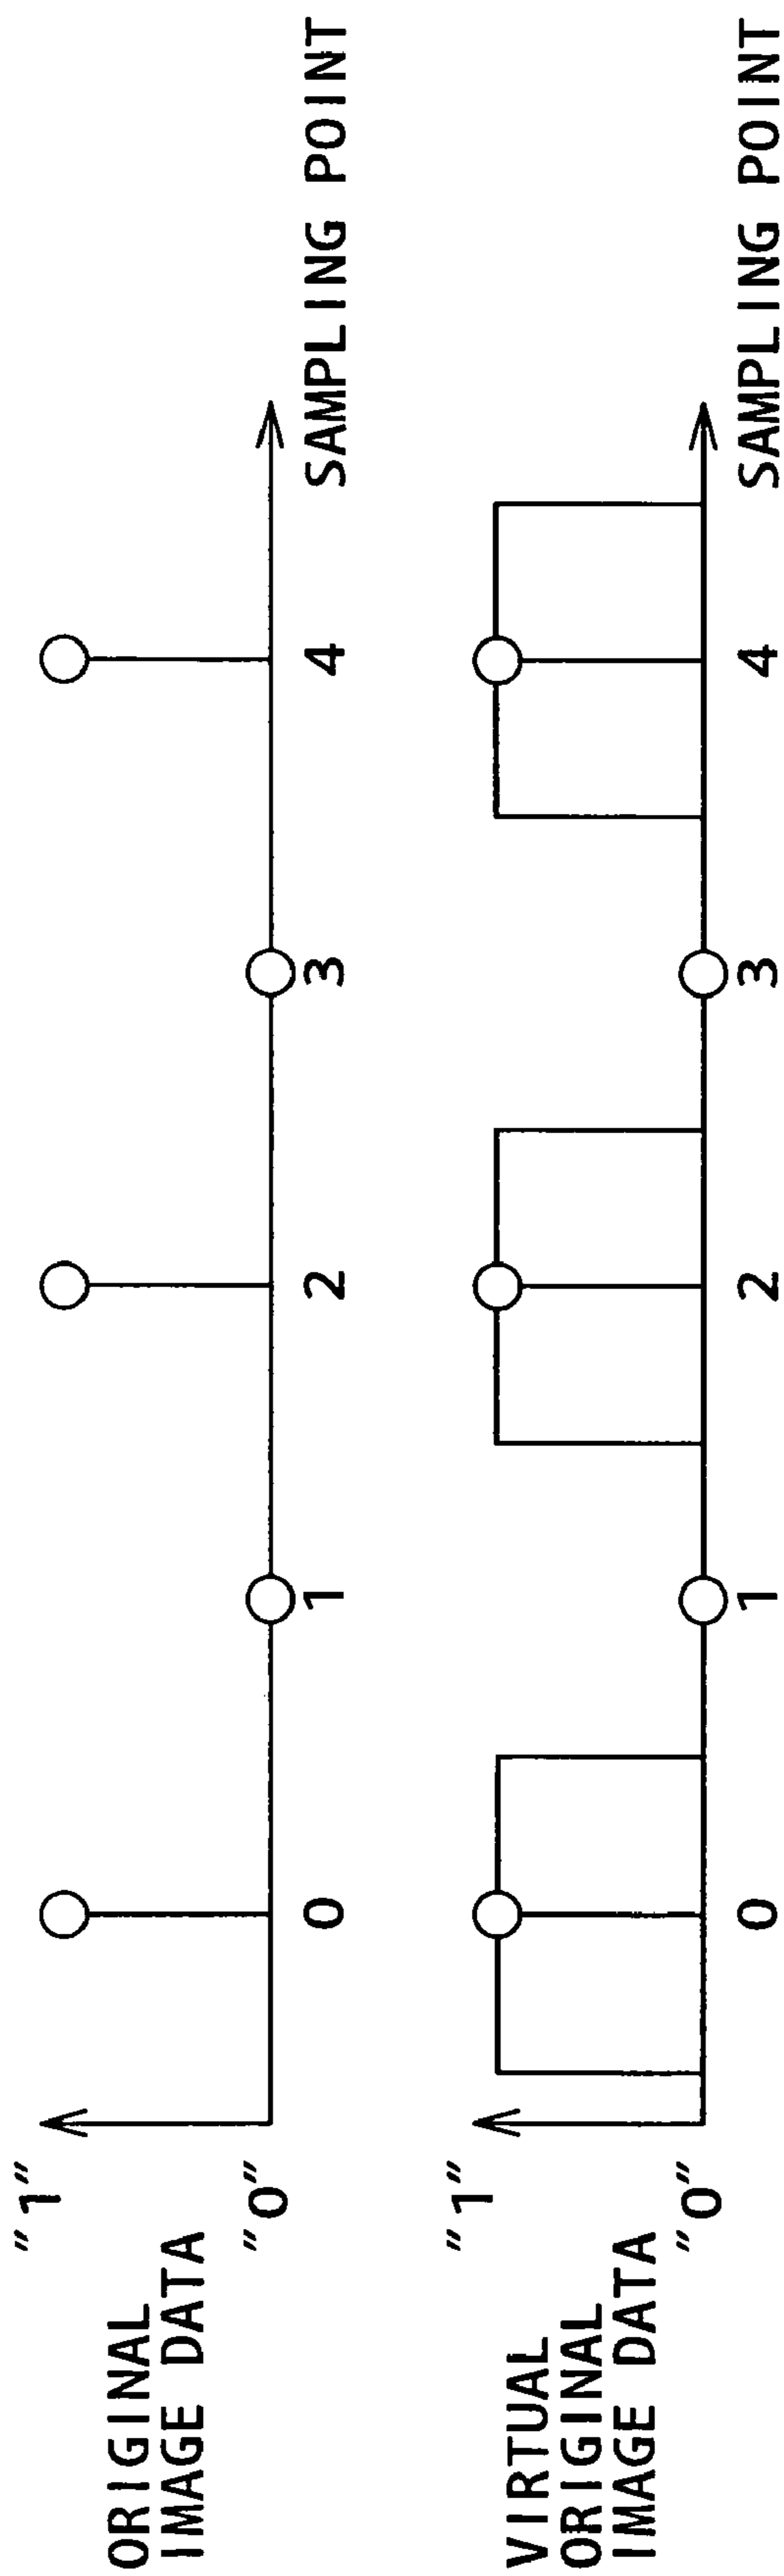 "1"
ORIGINAL
IMAGE DATA
"0"
0 1 2 3 4
SAMPLING POINT
"1"
VIRTUAL
ORIGINAL
IMAGE DATA
"0"
0 1 2 3 4
SAMPLING POINT